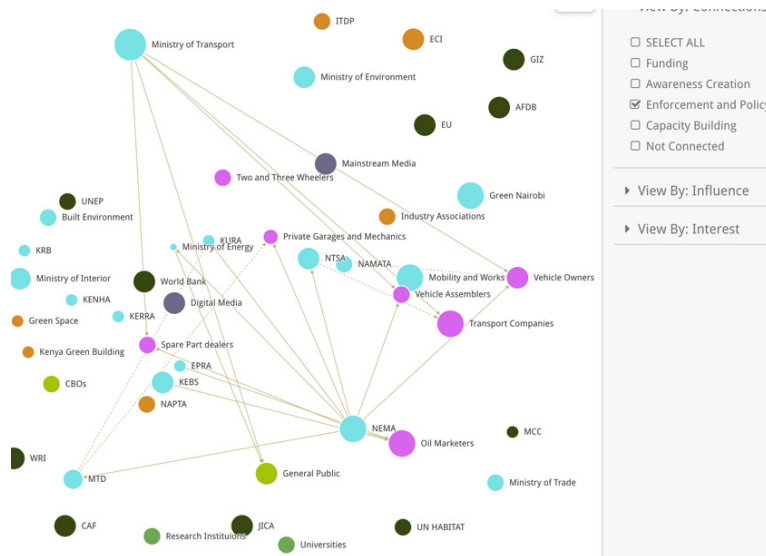 View By: Connections
ITDP
ECI
Ministry of Transport
SELECT ALL
GIZ
Funding
Ministry of Environment
Awareness Creation
AFDB
Enforcement and Policy
EU
Capacity Building
Not Connected
Mainstream Media
Two and Three Wheelers
View By: Influence
Green Nairobi
UNEP
Built Environment
Industry Associations
View By: Interest
KURA
Private Garages and Mechanics
Ministry of Energy
KRB
NTSA
NAMATA
Ministry of Interior
World Bank
Mobility and Works
Vehicle Owners
Vehicle Assemblers
KENHA
Digital Media
KERRA
Green Space
Transport Companies
Spare Part dealers
Kenya Green Building
EPRA
CBOs
KEBS
NAPTA
NEMA
MCC
Oil Marketers
WRI
General Public
MTD
Ministry of Trade
CAF
JICA
UN HABITAT
Research Instituions
Universities